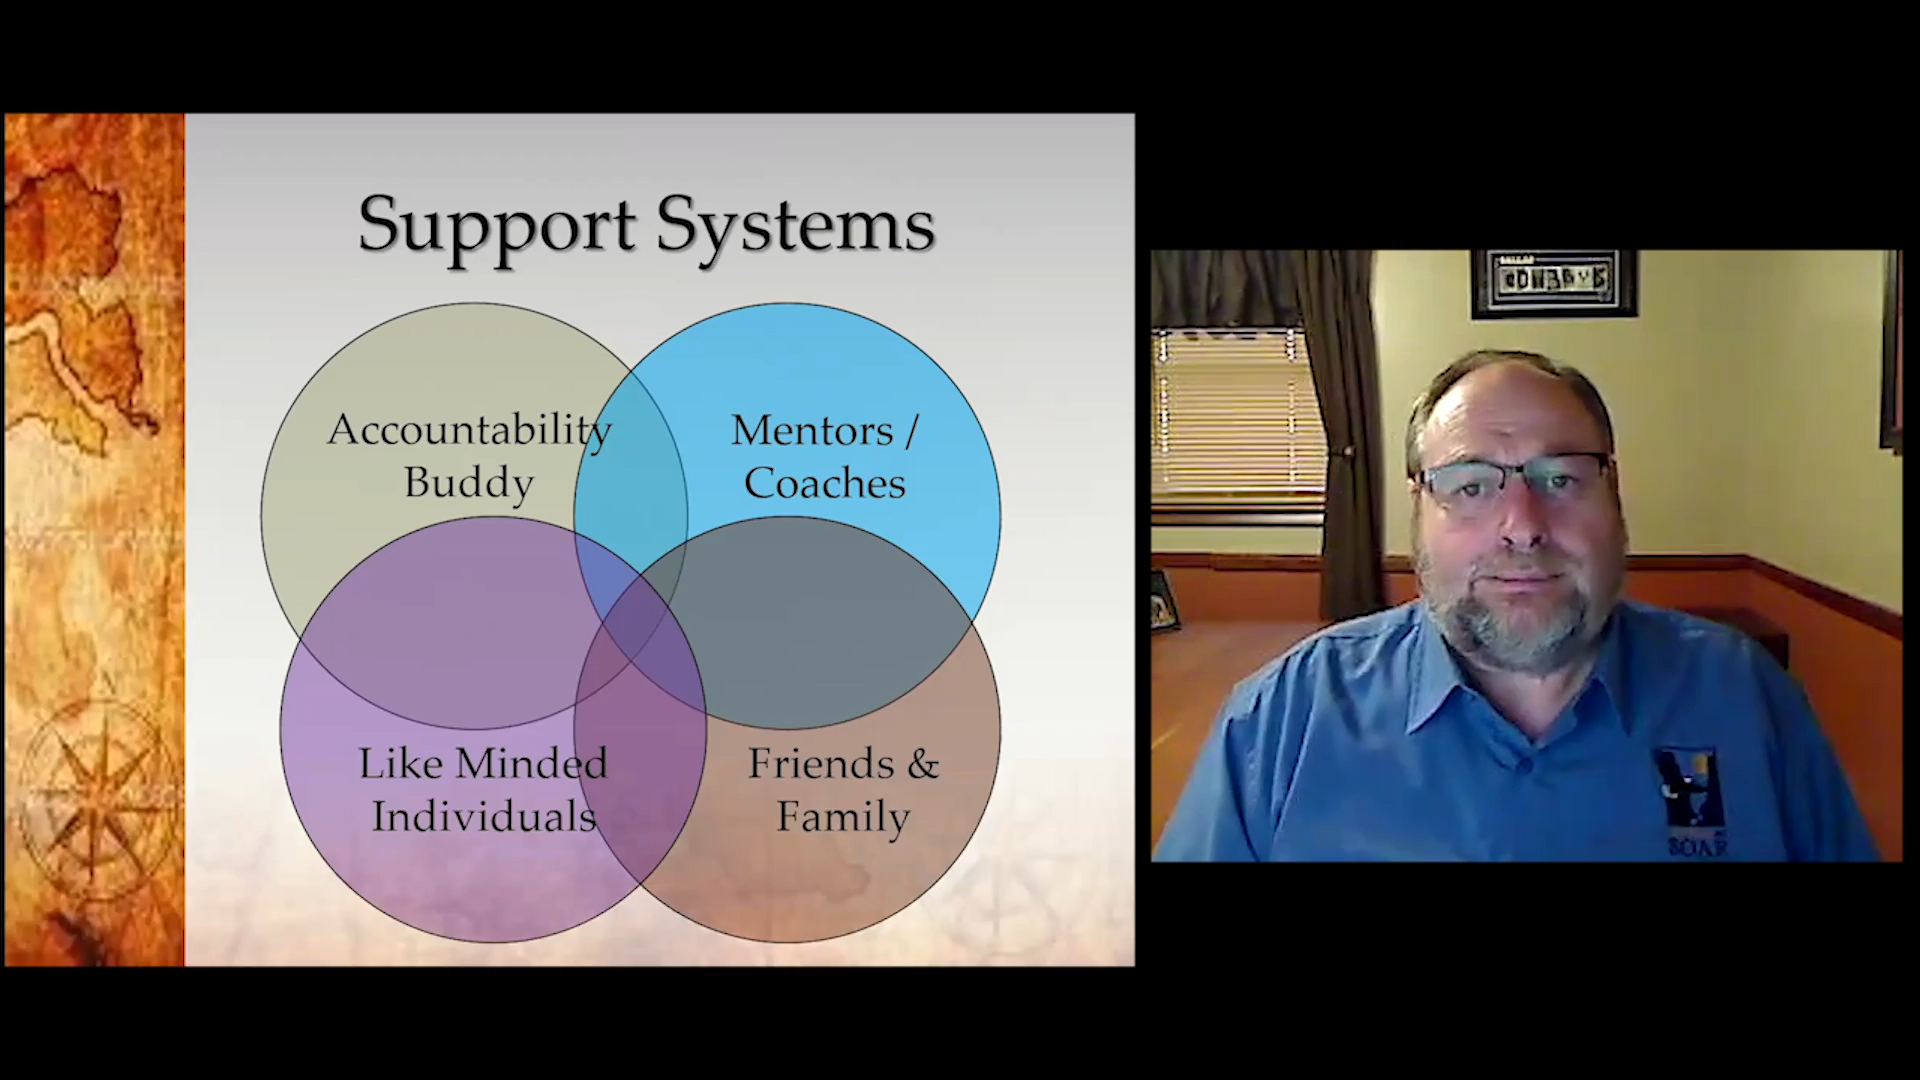 Support Systems
Accountability
Buddy
Mentors /
Coaches
Like Minded
Individuals
Friends &
Family
COWBOYS
SOAR